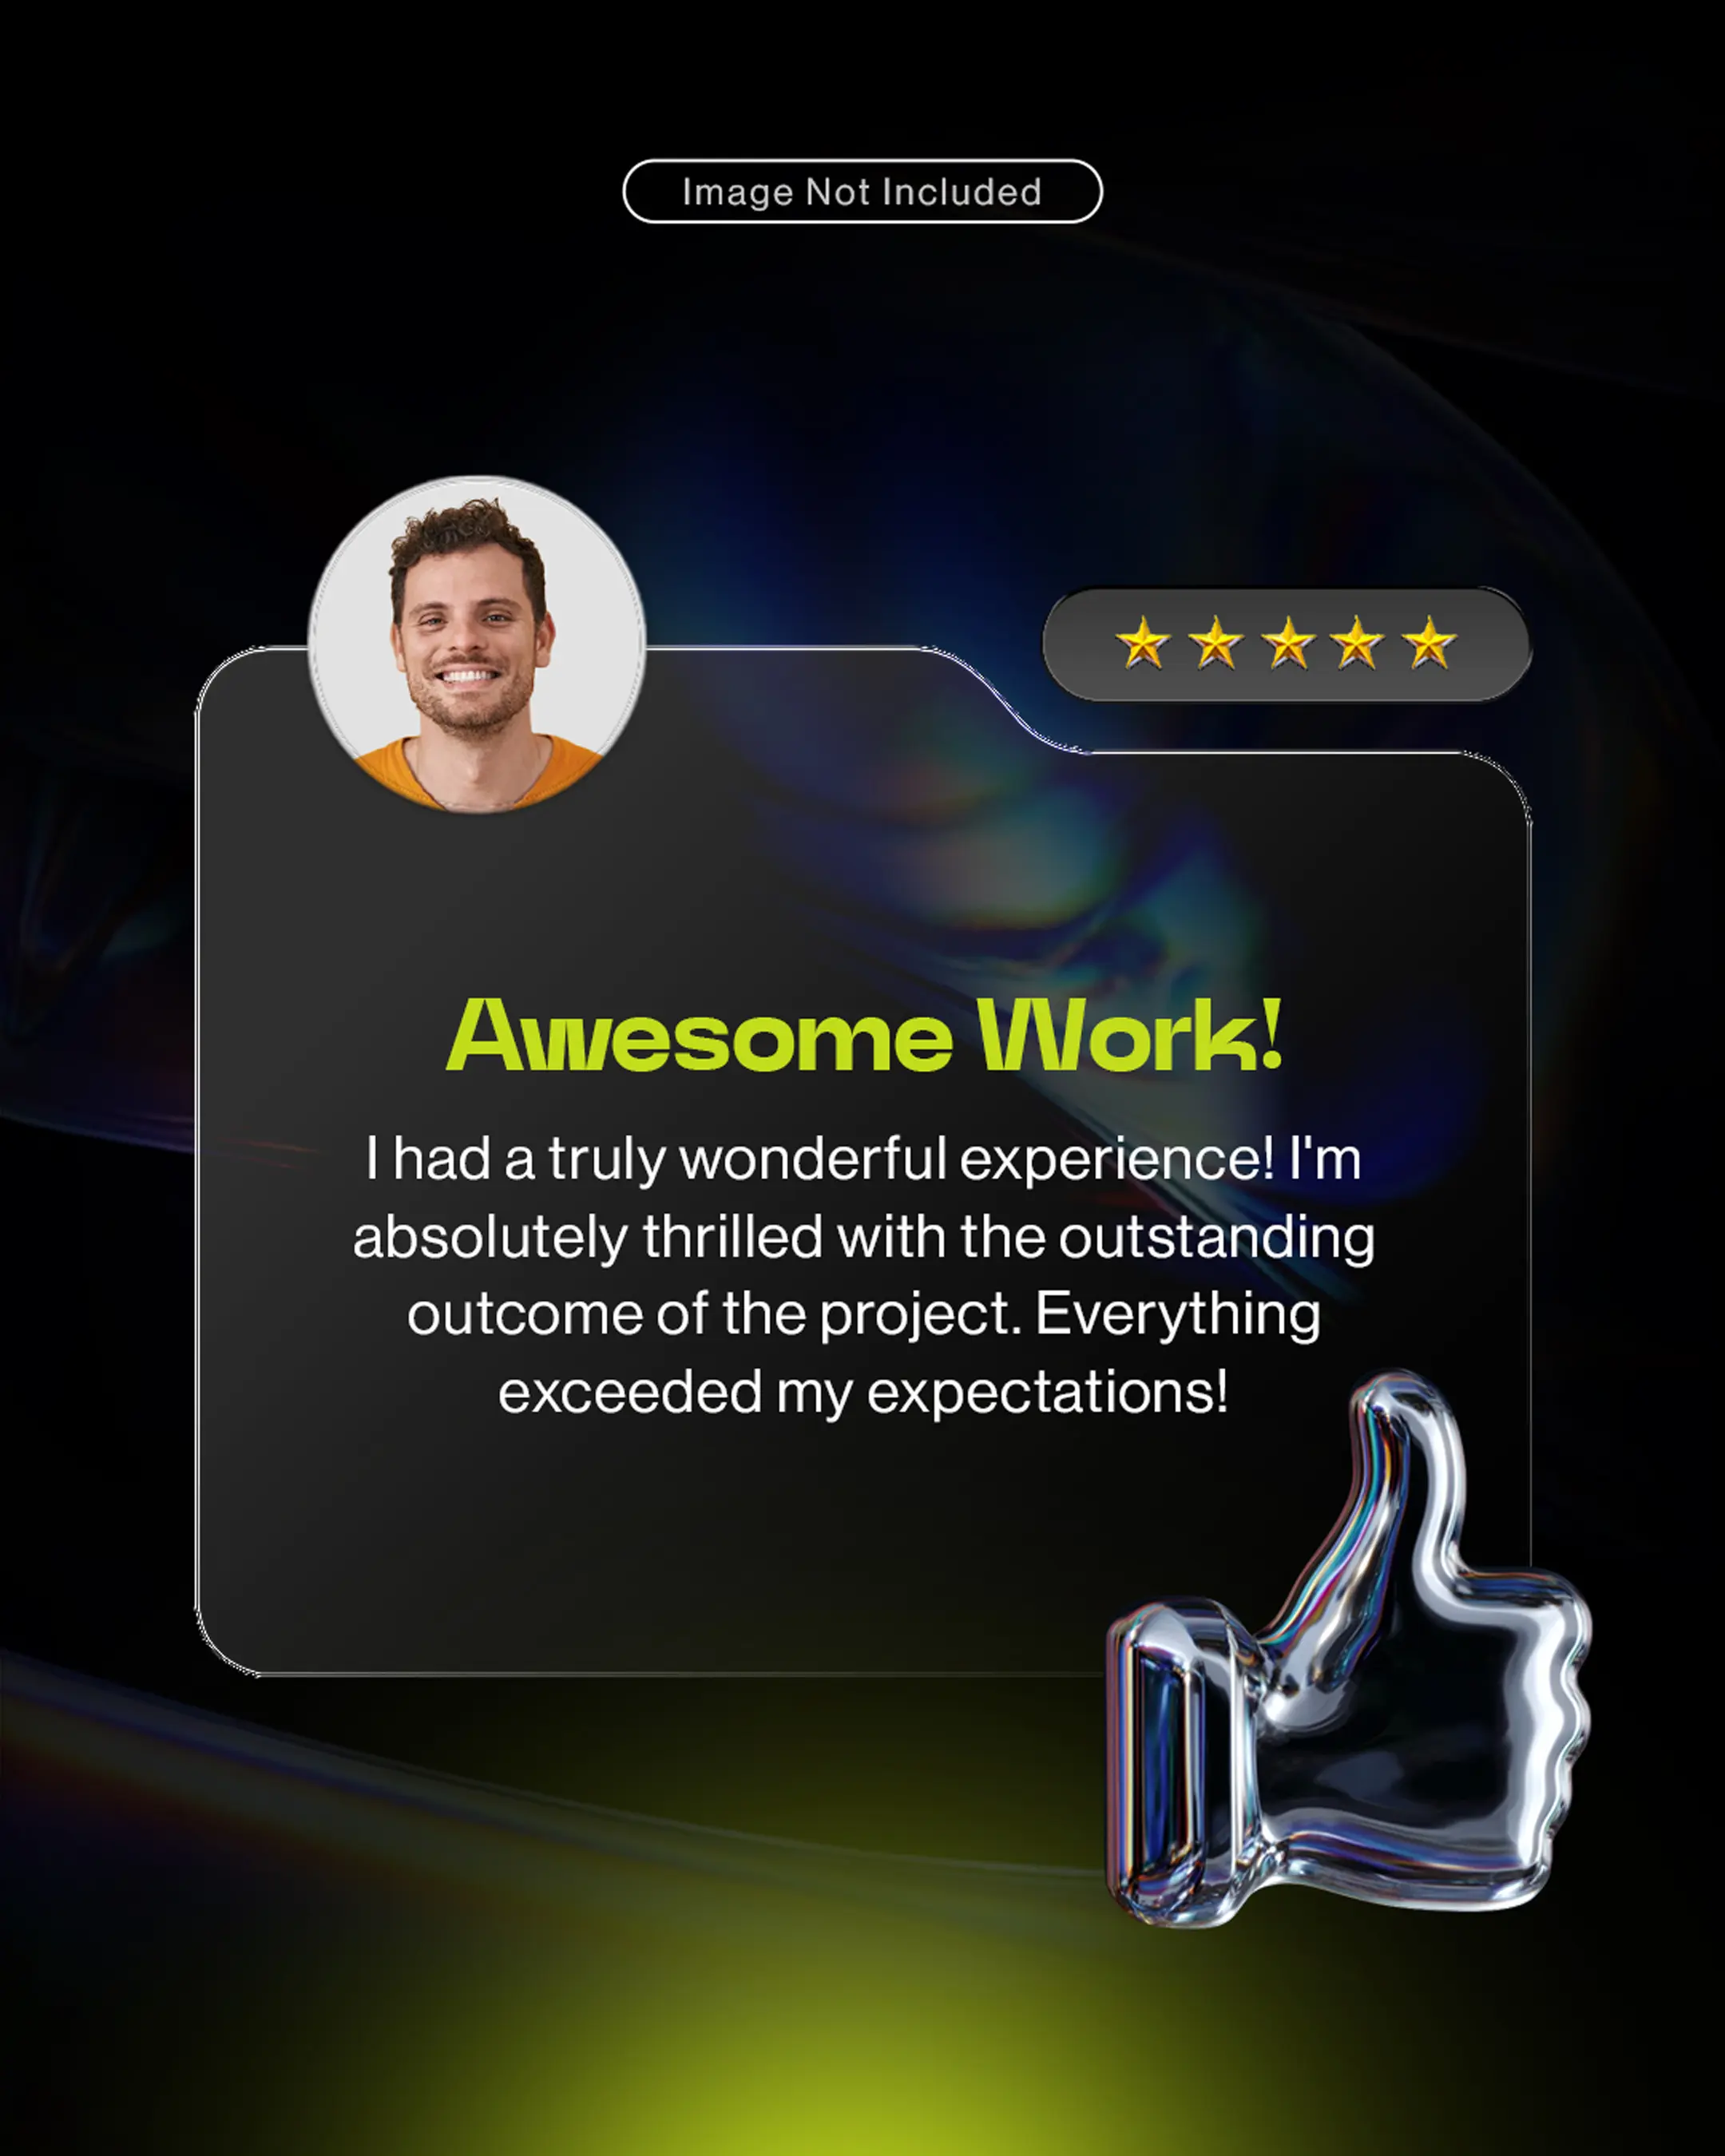 Image Not Included
Awesome Work!
I had a truly wonderful experience! I'm
absolutely thrilled with the outstanding
outcome of the project. Everything
exceeded my expectations!